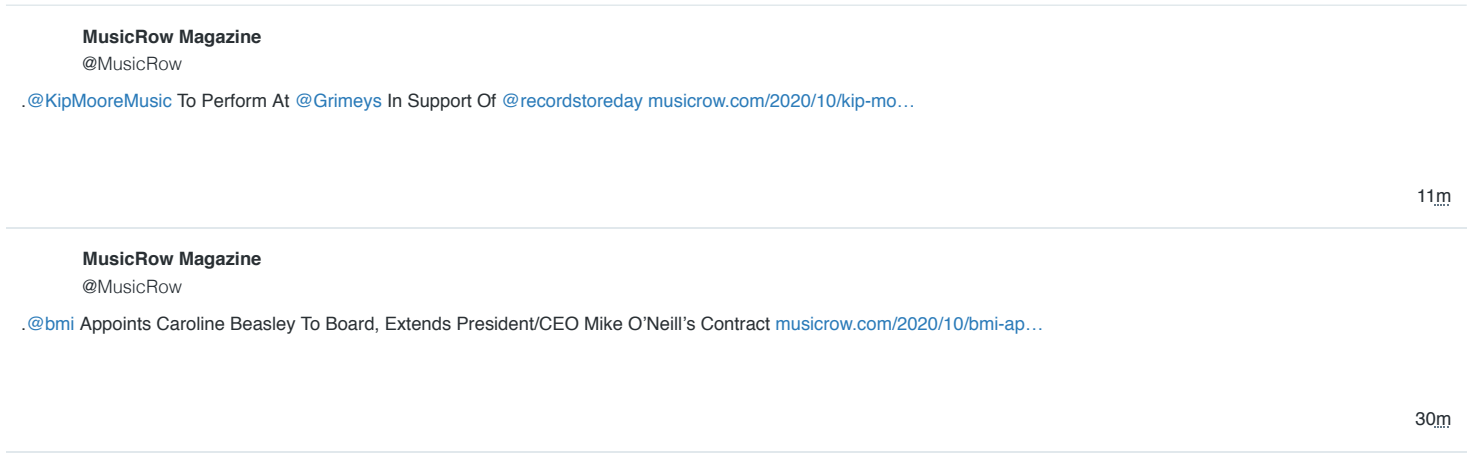 MusicRow Magazine
@MusicRow
.@KipMooreMusic To Perform At @Grimeys In Support Of @recordstoreday musicrow.com/2020/10/kip-mo…
11m
MusicRow Magazine
@MusicRow
.@bmi Appoints Caroline Beasley To Board, Extends President/CEO Mike O’Neill’s Contract musicrow.com/2020/10/bmi-ap…
30m